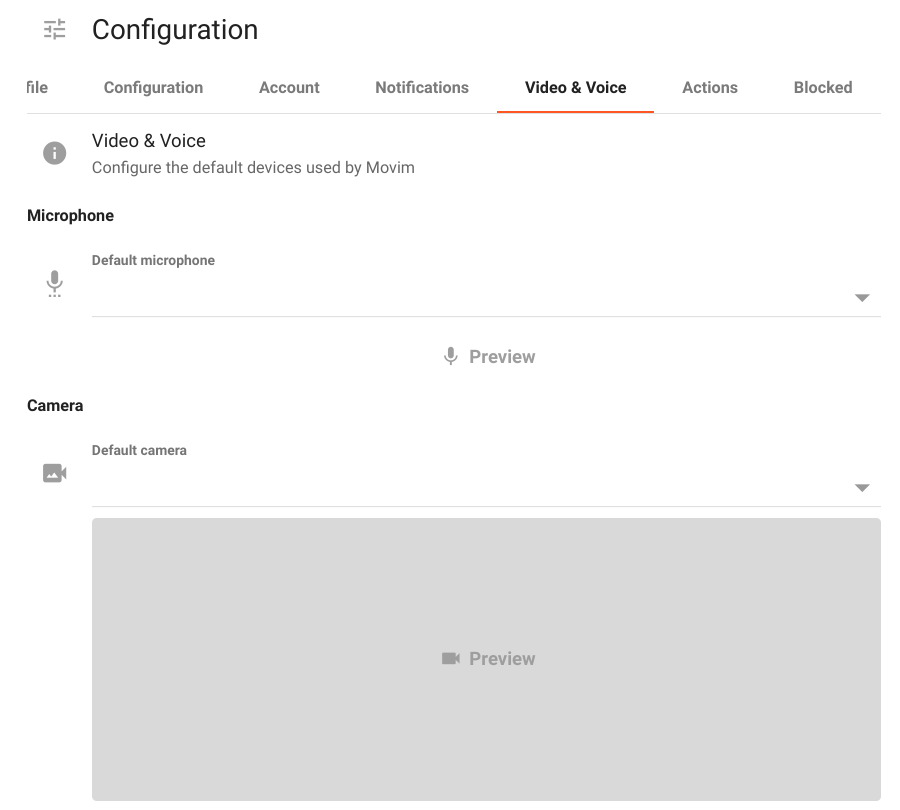 Configuration
file Configuration Account Notifications Video & Voice Actions Blocked
Video & Voice
Configure the default devices used by Movim
Microphone
Default microphone
Preview
Camera
Default camera
Preview